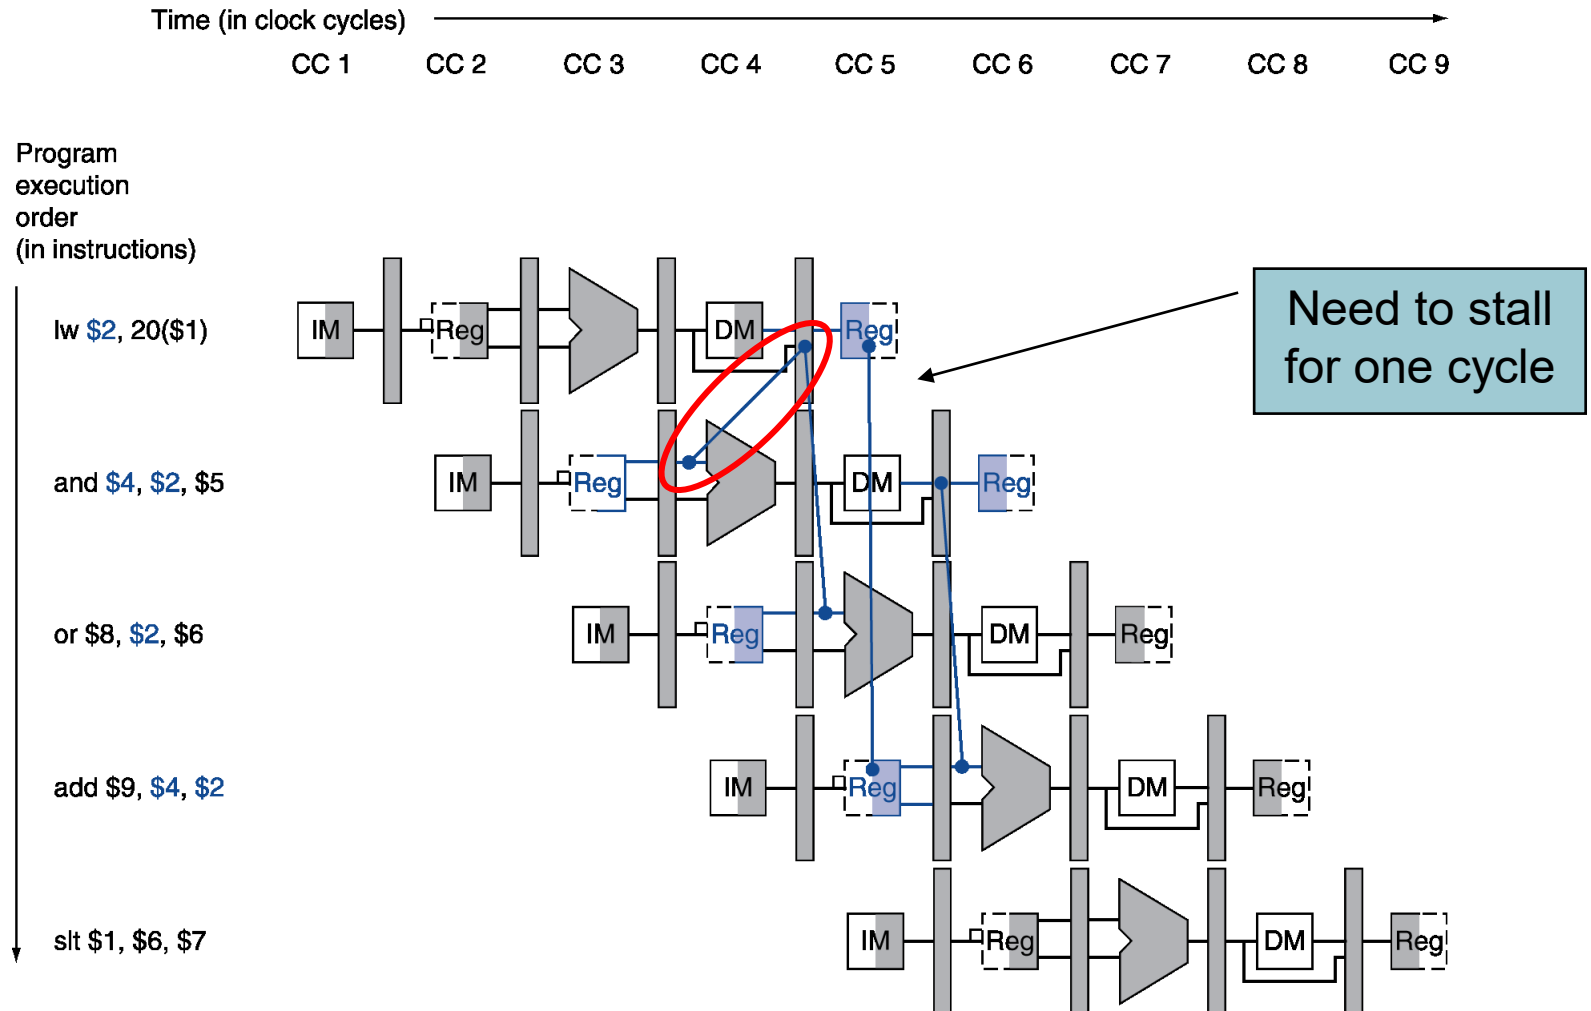 Time (in clock cycles)
CC 1 CC 2 CC 3 CC 4 CC 5 CC 6 CC 7 CC 8 CC 9
Program
execution
order
(in instructions)
lw $2, 20($1)
IM Reg DM Reg
Need to stall
for one cycle
and $4, $2, $5
IM Reg DM Reg
or $8, $2, $6
IM Reg DM Reg
add $9, $4, $2
IM Reg DM Reg
slt $1, $6, $7
IM Reg DM Reg